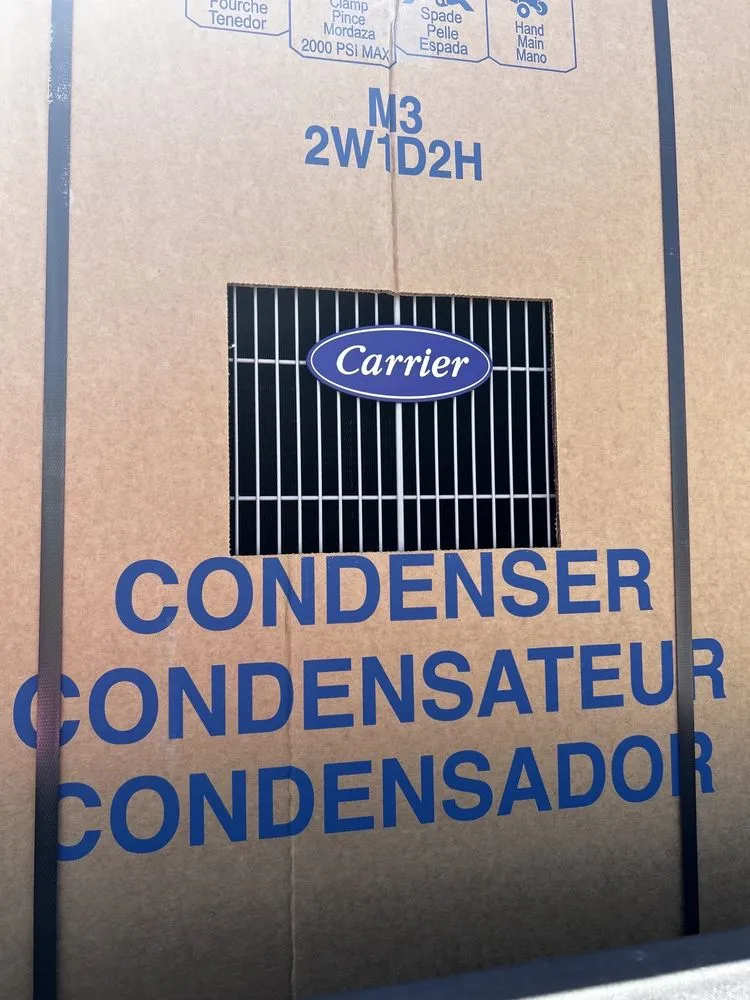 Fourche
Tenedor
Clamp
Pince
Mordaza
2000 PSI MAX
Spade
Pelle
Espada
Hand
Main
Mano
M3
2W1D2H
Carrier
CONDENSER
CONDENSATEUR
CONDENSADOR